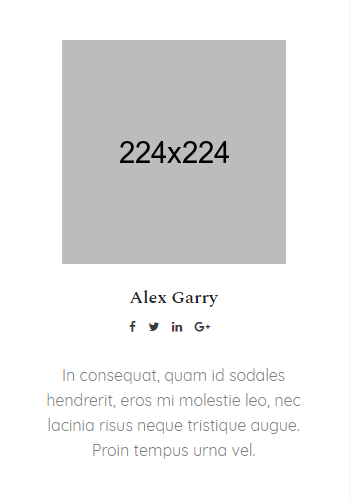 224x224
Alex Garry
In consequat, quam id sodales
hendrerit, eros mi molestie leo, nec
lacinia risus neque tristique augue.
Proin tempus urna vel.